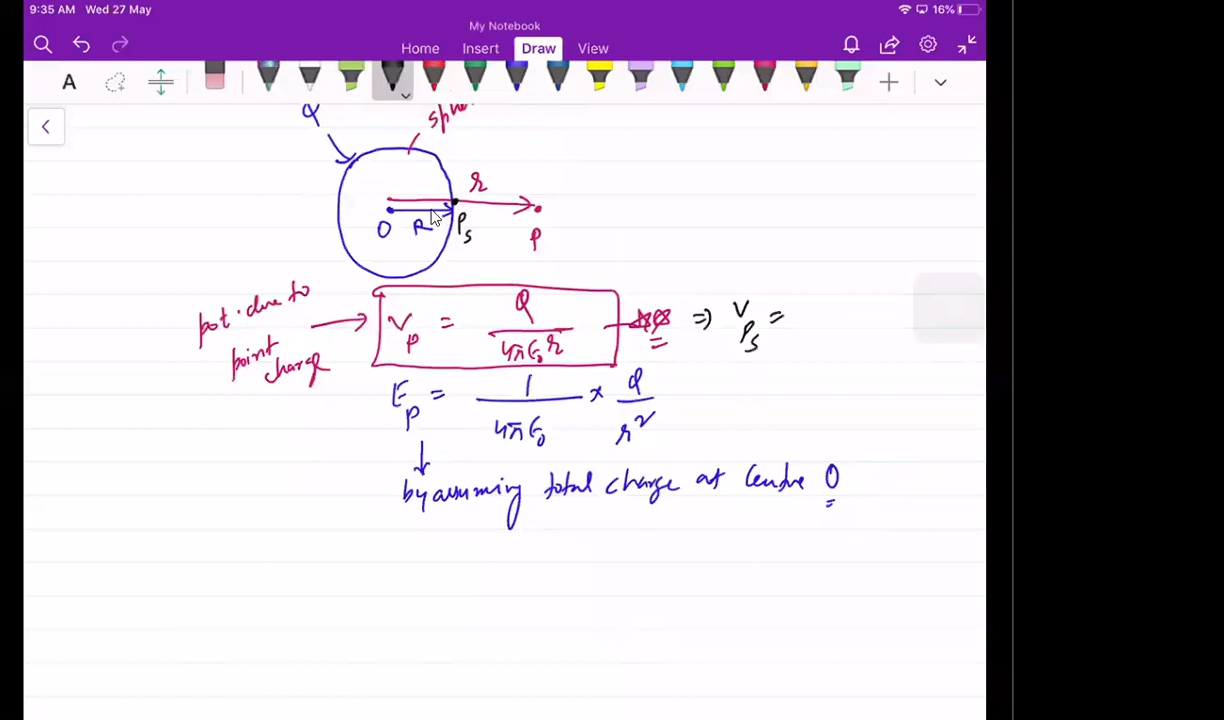 9:35 AM Wed 27 May
16%
My Notebook
Home Insert Draw View
A
Q
r
O R Ps P
pot. due to
point
charge
Vp = Q / 4πε0r ⇒ VPs =
Ep = 1 / 4πε0 × Q / r²
by assuming total charge at Centre O